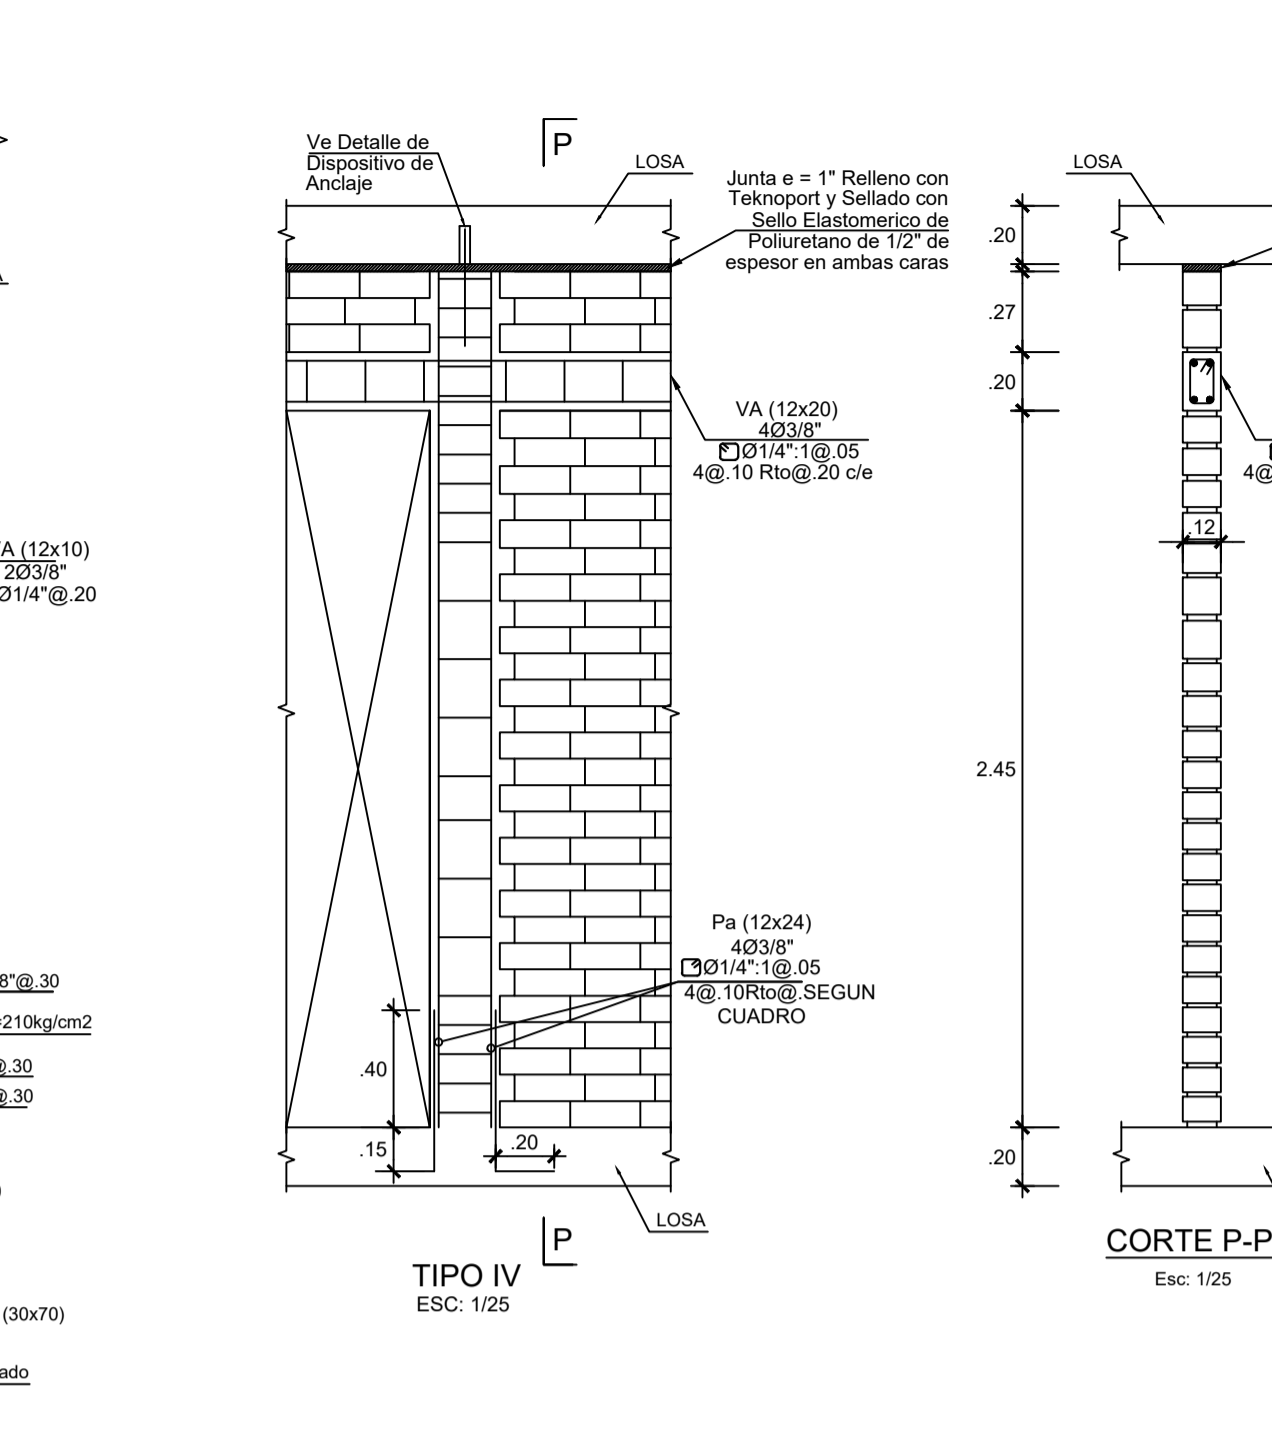 Ve Detalle de
Dispositivo de
Anclaje
P
LOSA
Junta e = 1" Relleno con
Teknoport y Sellado con
Sello Elastomerico de
Poliuretano de 1/2" de
espesor en ambas caras
LOSA
.20
.27
.20
VA (12x20)
4Ø3/8"
Ø1/4":1@.05
4@.10 Rto@.20 c/e
4@
.12
A (12x10)
2Ø3/8"
Ø1/4"@.20
2.45
Pa (12x24)
4Ø3/8"
Ø1/4":1@.05
4@.10Rto@.SEGUN
CUADRO
8"@.30
=210kg/cm2
@.30
@.30
.40
.15
.20
.20
LOSA
P
TIPO IV
ESC: 1/25
CORTE P-P
Esc: 1/25
(30x70)
ado